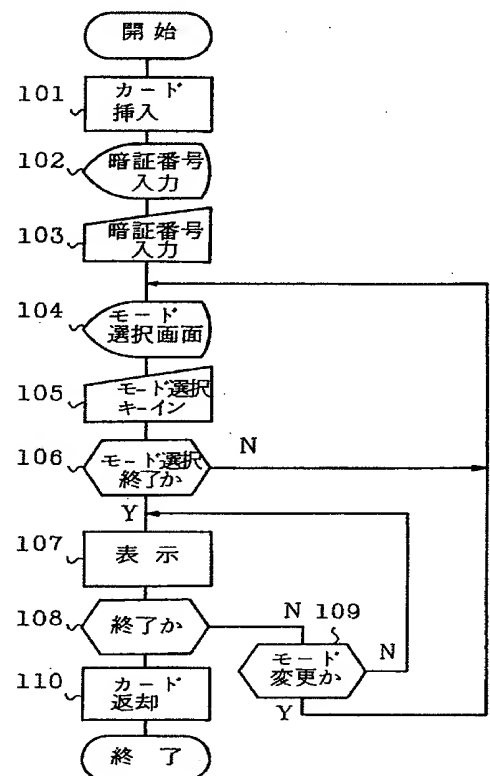 開始
101
カード
挿入
102
暗証番号
入力
103
暗証番号
入力
104
モード
選択画面
105
モード選択
キーイン
106
モード選択
終了か
N
Y
107
表示
108
終了か
N 109
モード
変更か
N
Y
110
カード
返却
終了